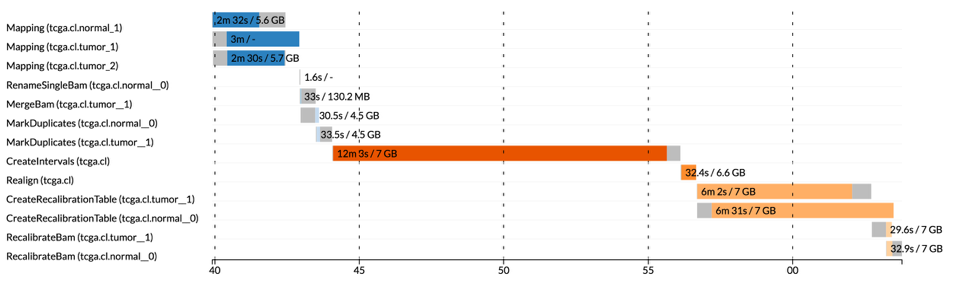 2m 32s / 5.6 GB
Mapping (tcga.cl.normal_1)
3m / -
Mapping (tcga.cl.tumor_1)
2m 30s / 5.7 GB
Mapping (tcga.cl.tumor_2)
1.6s / -
RenameSingleBam (tcga.cl.normal__0)
33s / 130.2 MB
MergeBam (tcga.cl.tumor__1)
30.5s / 4.5 GB
MarkDuplicates (tcga.cl.normal__0)
33.5s / 4.5 GB
MarkDuplicates (tcga.cl.tumor__1)
12m 3s / 7 GB
CreateIntervals (tcga.cl)
32.4s / 6.6 GB
Realign (tcga.cl)
6m 2s / 7 GB
CreateRecalibrationTable (tcga.cl.tumor__1)
6m 31s / 7 GB
CreateRecalibrationTable (tcga.cl.normal__0)
29.6s / 7 GB
RecalibrateBam (tcga.cl.tumor__1)
32.9s / 7 GB
RecalibrateBam (tcga.cl.normal__0)
40 45 50 55 00